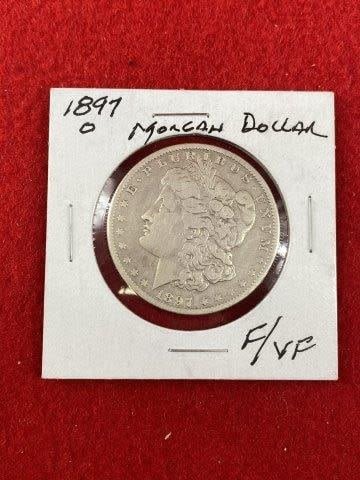 1897
O MORGAN DOLLAR
E·PLURIBUS·UNUM
1897
F/VF